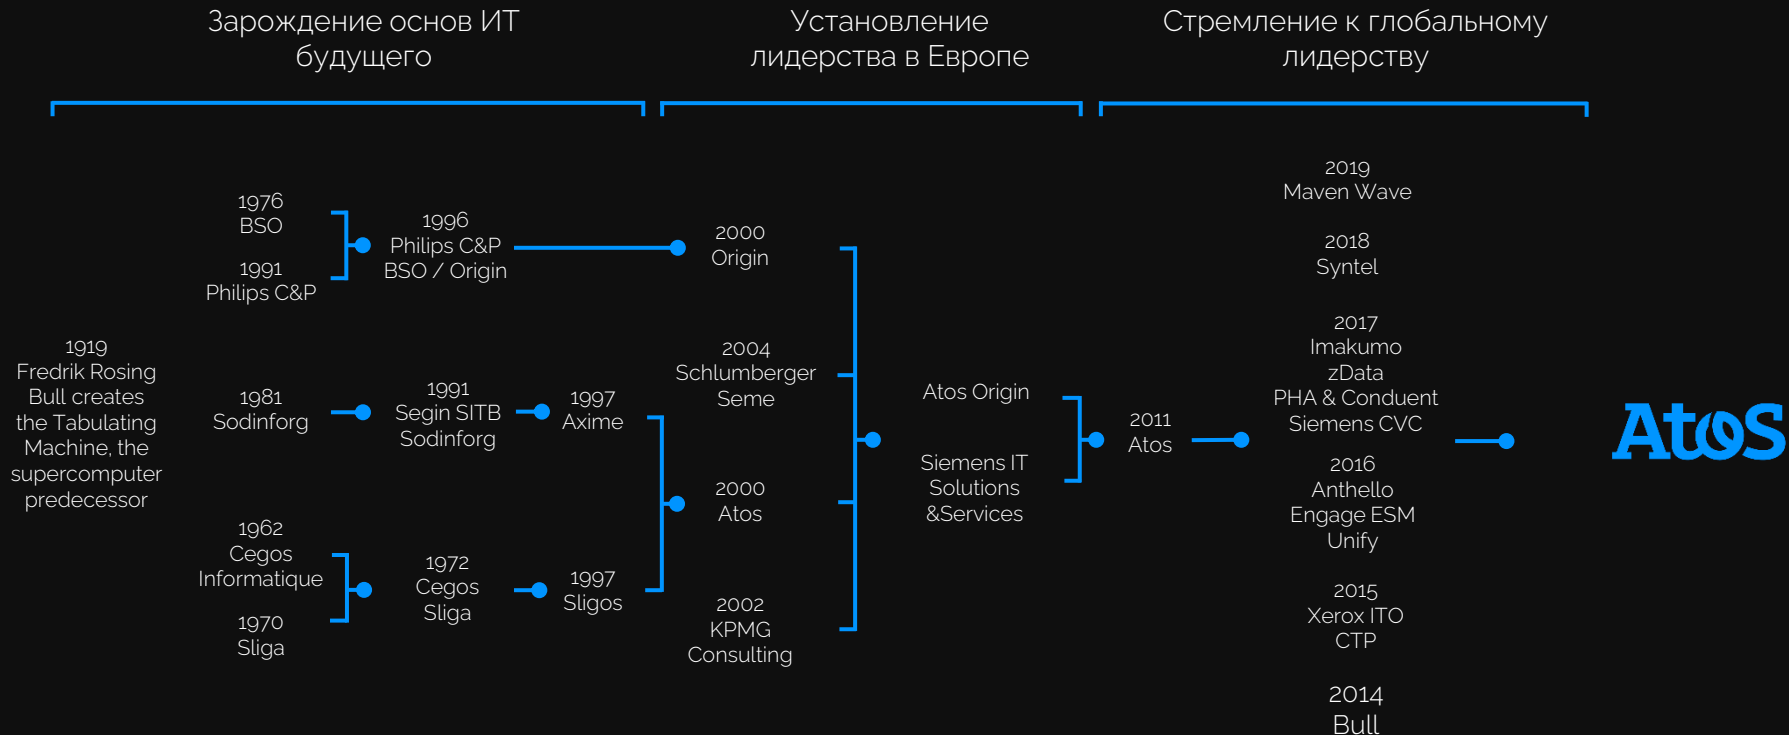 Зарождение основ ИТ
будущего
Установление
лидерства в Европе
Стремление к глобальному
лидерству
1919
Fredrik Rosing
Bull creates
the Tabulating
Machine, the
supercomputer
predecessor
1976
BSO
1991
Philips C&P
1981
Sodinforg
1962
Cegos
Informatique
1970
Sliga
1996
Philips C&P
BSO / Origin
1991
Segin SITB
Sodinforg
1972
Cegos
Sliga
1997
Axime
1997
Sligos
2000
Origin
2004
Schlumberger
Seme
2000
Atos
2002
KPMG
Consulting
Atos Origin
Siemens IT
Solutions
&Services
2011
Atos
2019
Maven Wave
2018
Syntel
2017
Imakumo
zData
PHA & Conduent
Siemens CVC
2016
Anthello
Engage ESM
Unify
2015
Xerox ITO
CTP
2014
Bull
Atos